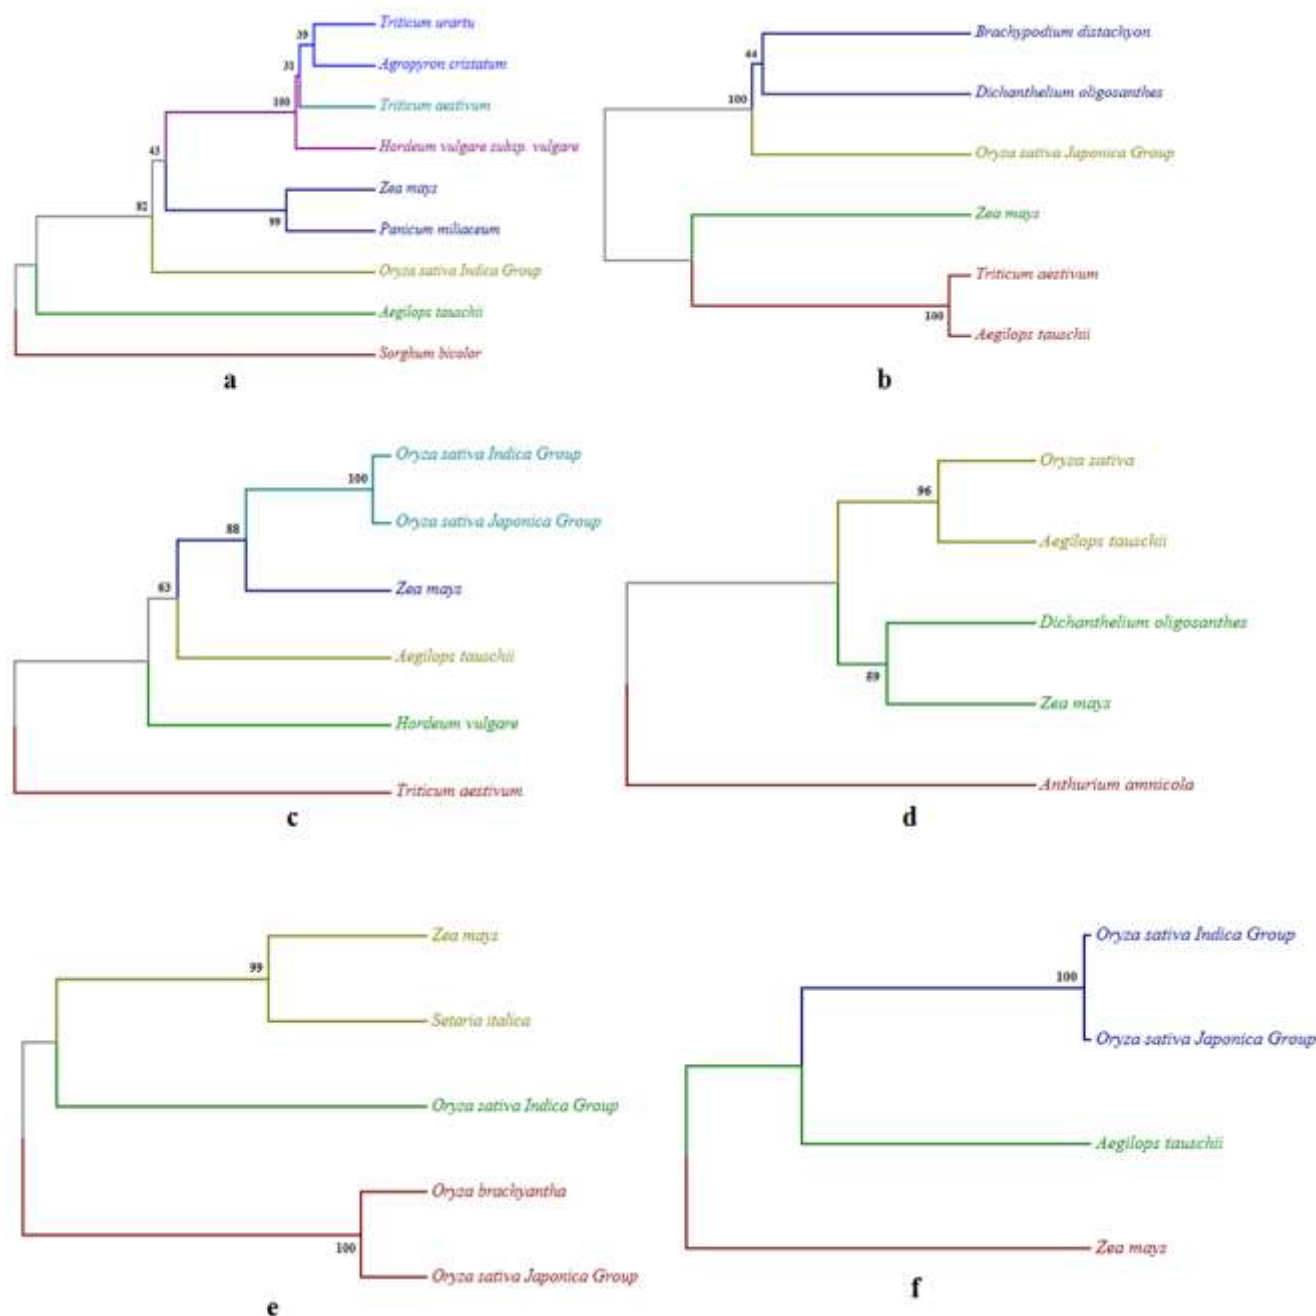 39
Triticum urartu
31
Agropyron cristatum
100
Triticum aestivum
43
Hordeum vulgare subsp. vulgare
Zea mays
99
82
Panicum miliaceum
Oryza sativa Indica Group
Aegilops tauschii
Sorghum bicolor
a
Brachypodium distachyon
44
100
Dichanthelium oligosanthes
Oryza sativa Japonica Group
Zea mays
Triticum aestivum
100
Aegilops tauschii
b
Oryza sativa Indica Group
100
Oryza sativa Japonica Group
88
Zea mays
63
Aegilops tauschii
Hordeum vulgare
Triticum aestivum
c
Oryza sativa
96
Aegilops tauschii
Dichanthelium oligosanthes
89
Zea mays
Anthurium amnicola
d
Zea mays
99
Setaria italica
Oryza sativa Indica Group
Oryza brachyantha
100
Oryza sativa Japonica Group
e
Oryza sativa Indica Group
100
Oryza sativa Japonica Group
Aegilops tauschii
Zea mays
f